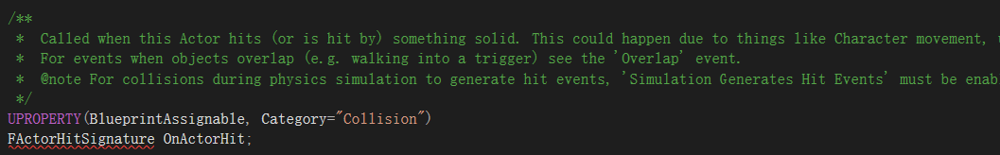 /**
* Called when this Actor hits (or is hit by) something solid. This could happen due to things like Character movement,
* For events when objects overlap (e.g. walking into a trigger) see the 'Overlap' event.
* @note For collisions during physics simulation to generate hit events, 'Simulation Generates Hit Events' must be enab
*/
UPROPERTY(BlueprintAssignable, Category="Collision")
FActorHitSignature OnActorHit;